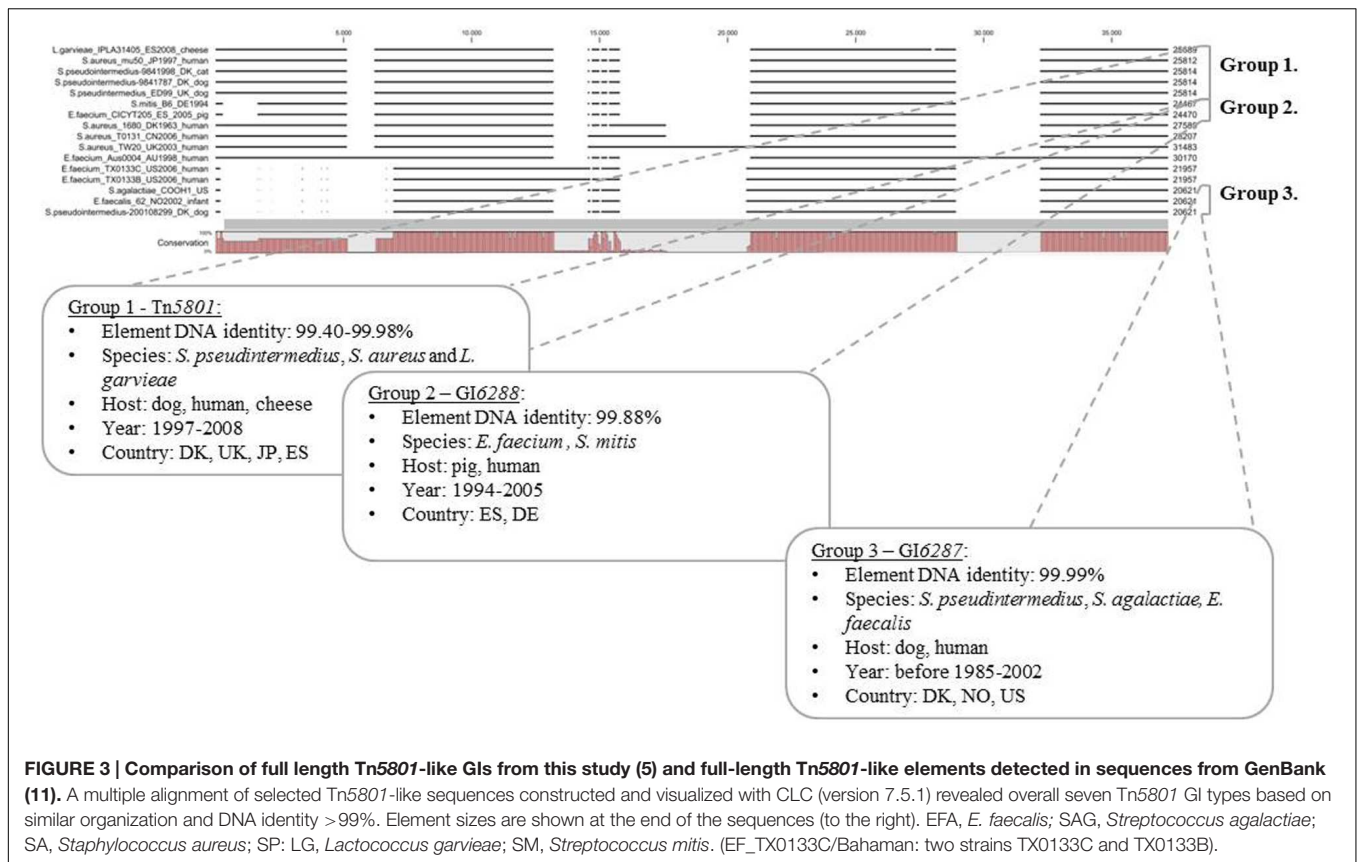 5.000 10.000 15.000 20.000 25.000 30.000 35.000
L.garvieae_IPLA31405_ES2008_cheese 28689
S.aureus_mu50_JP1997_human 25812
S.pseudointermedius-9841998_DK_cat 25814
S.pseudointermedius-9841787_DK_dog 25814
S.pseudintermedius_ED99_UK_dog 25814
S.mitis_B6_DE1994
E.faecium_CICYT205_ES_2005_pig 24470
S.aureus_1680_DK1963_human 27589
S.aureus_T0131_CN2006_human 28207
S.aureus_TW20_UK2003_human 31483
E.faecium_Aus0004_AU1998_human 30170
E.faecium_TX0133C_US2006_human 21957
E.faecium_TX0133B_US2006_human 21957
S.agalactiae_COOH1_US 20621
E.faecalis_62_NO2002_infant 20621
S.pseudointermedius-200108299_DK_dog 20621
Group 1.
Group 2.
Group 3.
100%
Conservation
0%
Group 1 - Tn5801:
• Element DNA identity: 99.40-99.98%
• Species: S. pseudintermedius, S. aureus and L.
garvieae
• Host: dog, human, cheese
• Year: 1997-2008
• Country: DK, UK, JP, ES
Group 2 – GI6288:
• Element DNA identity: 99.88%
• Species: E. faecium , S. mitis
• Host: pig, human
• Year: 1994-2005
• Country: ES, DE
Group 3 – GI6287:
• Element DNA identity: 99.99%
• Species: S. pseudintermedius, S. agalactiae, E.
faecalis
• Host: dog, human
• Year: before 1985-2002
• Country: DK, NO, US
FIGURE 3 | Comparison of full length Tn5801-like GIs from this study (5) and full-length Tn5801-like elements detected in sequences from GenBank
(11). A multiple alignment of selected Tn5801-like sequences constructed and visualized with CLC (version 7.5.1) revealed overall seven Tn5801 GI types based on
similar organization and DNA identity >99%. Element sizes are shown at the end of the sequences (to the right). EFA, E. faecalis; SAG, Streptococcus agalactiae;
SA, Staphylococcus aureus; SP: LG, Lactococcus garvieae; SM, Streptococcus mitis. (EF_TX0133C/Bahaman: two strains TX0133C and TX0133B).